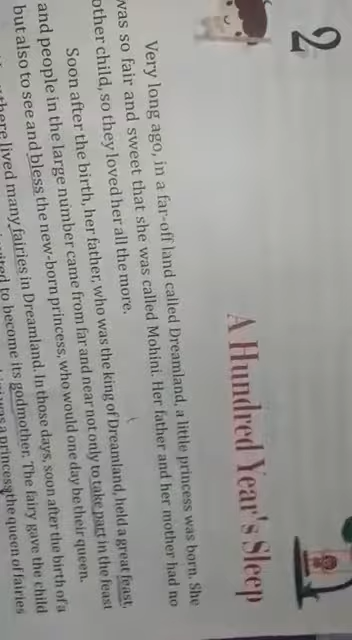 2
A Hundred Year's Sleep
Very long ago, in a far-off land called Dreamland, a little princess was born. She
was so fair and sweet that she was called Mohini. Her father and her mother had no
other child, so they loved her all the more.
Soon after the birth, her father, who was the king of Dreamland, held a great feast,
and people in the large number came from far and near not only to take part in the feast
but also to see and bless the new-born princess, who would one day be their queen.
there lived many fairies in Dreamland. In those days, soon after the birth of a
to become its godmother. The fairy gave the child
was a princess, the queen of fairies